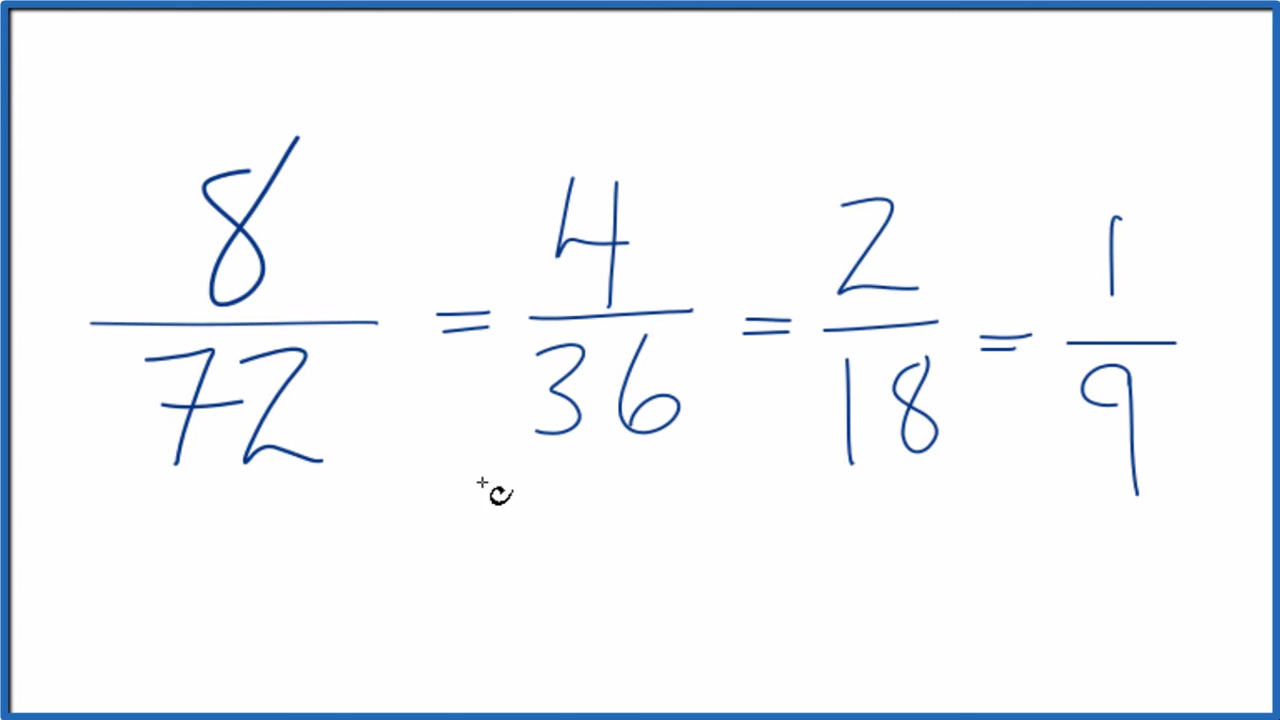 8/72 = 4/36 = 2/18 = 1/9